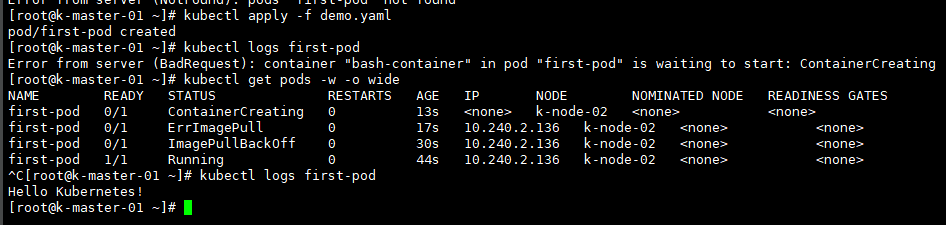 Error from server (NotFound): pods "first-pod" not found
[root@k-master-01 ~]# kubectl apply -f demo.yaml
pod/first-pod created
[root@k-master-01 ~]# kubectl logs first-pod
Error from server (BadRequest): container "bash-container" in pod "first-pod" is waiting to start: ContainerCreating
[root@k-master-01 ~]# kubectl get pods -w -o wide
NAME READY STATUS RESTARTS AGE IP NODE NOMINATED NODE READINESS GATES
first-pod 0/1 ContainerCreating 0 13s <none> k-node-02 <none> <none>
first-pod 0/1 ErrImagePull 0 17s 10.240.2.136 k-node-02 <none> <none>
first-pod 0/1 ImagePullBackOff 0 30s 10.240.2.136 k-node-02 <none> <none>
first-pod 1/1 Running 0 44s 10.240.2.136 k-node-02 <none> <none>
^C[root@k-master-01 ~]# kubectl logs first-pod
Hello Kubernetes!
[root@k-master-01 ~]#